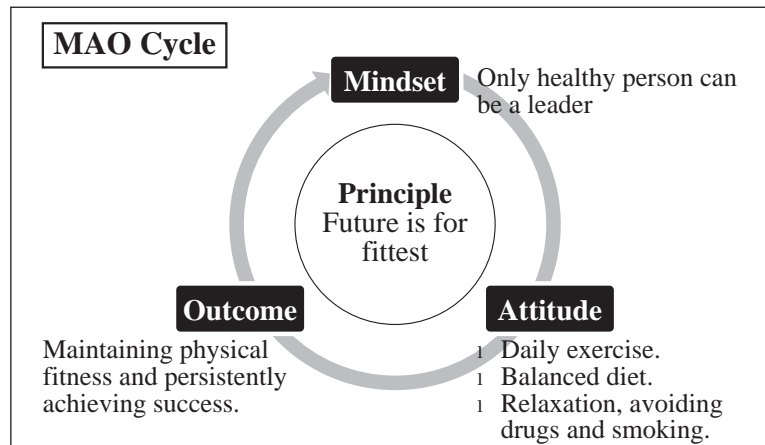 MAO Cycle
Mindset
Only healthy person can
be a leader
Principle
Future is for
fittest
Outcome
Maintaining physical
fitness and persistently
achieving success.
Attitude
ı Daily exercise.
ı Balanced diet.
ı Relaxation, avoiding
drugs and smoking.